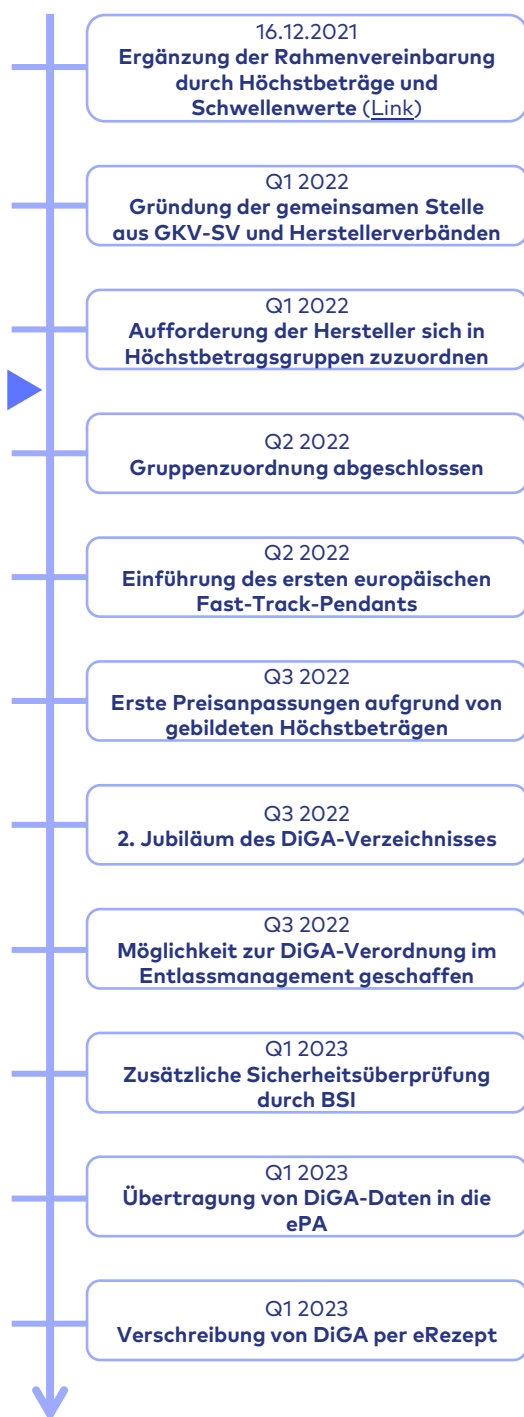 16.12.2021
Ergänzung der Rahmenvereinbarung
durch Höchstbeträge und
Schwellenwerte (Link)
Q1 2022
Gründung der gemeinsamen Stelle
aus GKV-SV und Herstellerverbänden
Q1 2022
Aufforderung der Hersteller sich in
Höchstbetragsgruppen zuzuordnen
Q2 2022
Gruppenzuordnung abgeschlossen
Q2 2022
Einführung des ersten europäischen
Fast-Track-Pendants
Q3 2022
Erste Preisanpassungen aufgrund von
gebildeten Höchstbeträgen
Q3 2022
2. Jubiläum des DiGA-Verzeichnisses
Q3 2022
Möglichkeit zur DiGA-Verordnung im
Entlassmanagement geschaffen
Q1 2023
Zusätzliche Sicherheitsüberprüfung
durch BSI
Q1 2023
Übertragung von DiGA-Daten in die
ePA
Q1 2023
Verschreibung von DiGA per eRezept